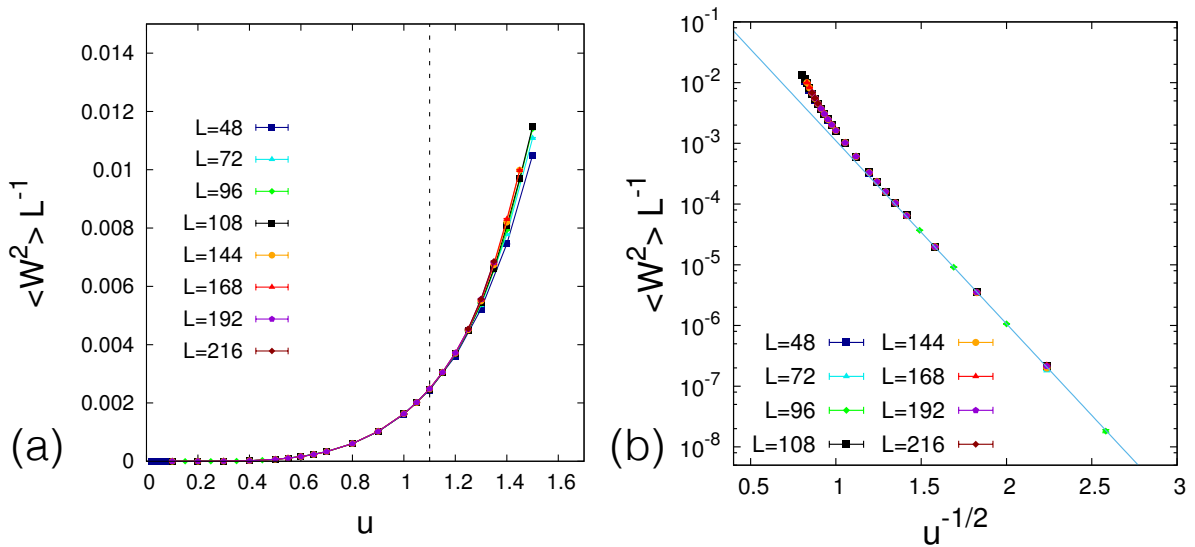 0.014
0.012
0.01
0.008
0.006
0.004
0.002
0
0 0.2 0.4 0.6 0.8 1.0 1.2 1.4 1.6
<W²> L⁻¹
u
L=48
L=72
L=96
L=108
L=144
L=168
L=192
L=216
(a)
10⁻¹
10⁻²
10⁻³
10⁻⁴
10⁻⁵
10⁻⁶
10⁻⁷
10⁻⁸
0.5 1 1.5 2 2.5 3
<W²> L⁻¹
u⁻¹/²
L=48 L=144
L=72 L=168
L=96 L=192
L=108 L=216
(b)